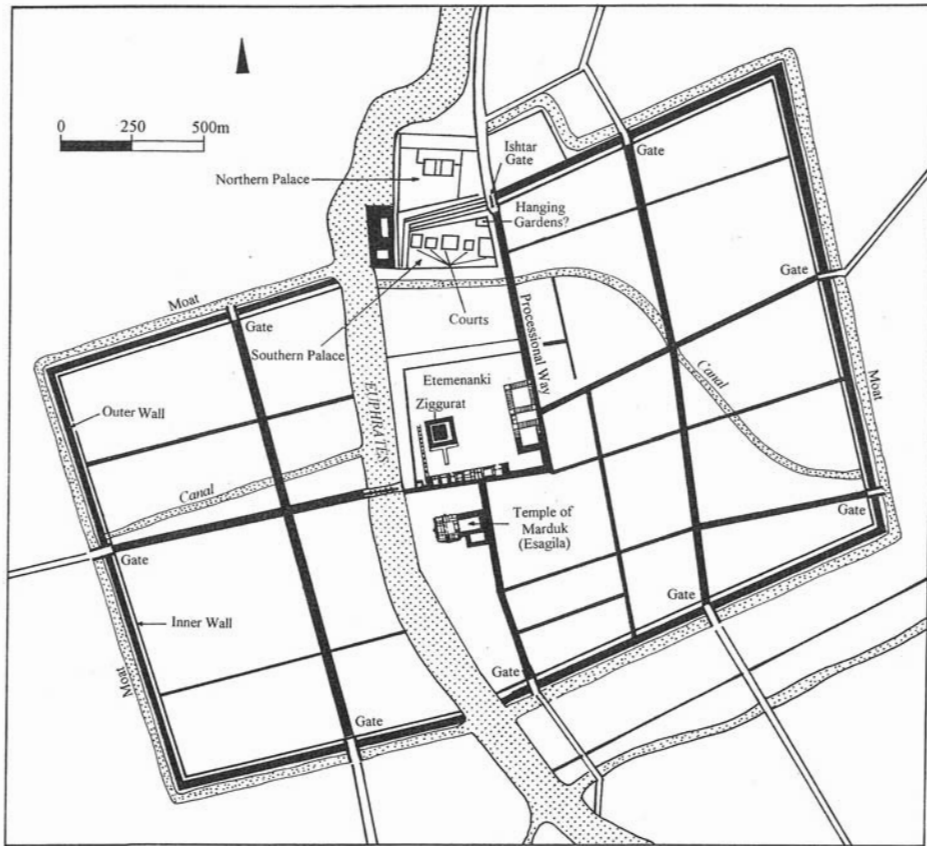 0 250 500m
Northern Palace
Ishtar
Gate
Gate
Hanging
Gardens?
Gate
Moat
Gate
Courts
Southern Palace
Processional Way
Canal
Moat
EUPHRATES
Etemenanki
Ziggurat
Outer Wall
Canal
Gate
Temple of
Marduk
(Esagila)
Gate
Gate
Inner Wall
Moat
Gate
Gate
Gate